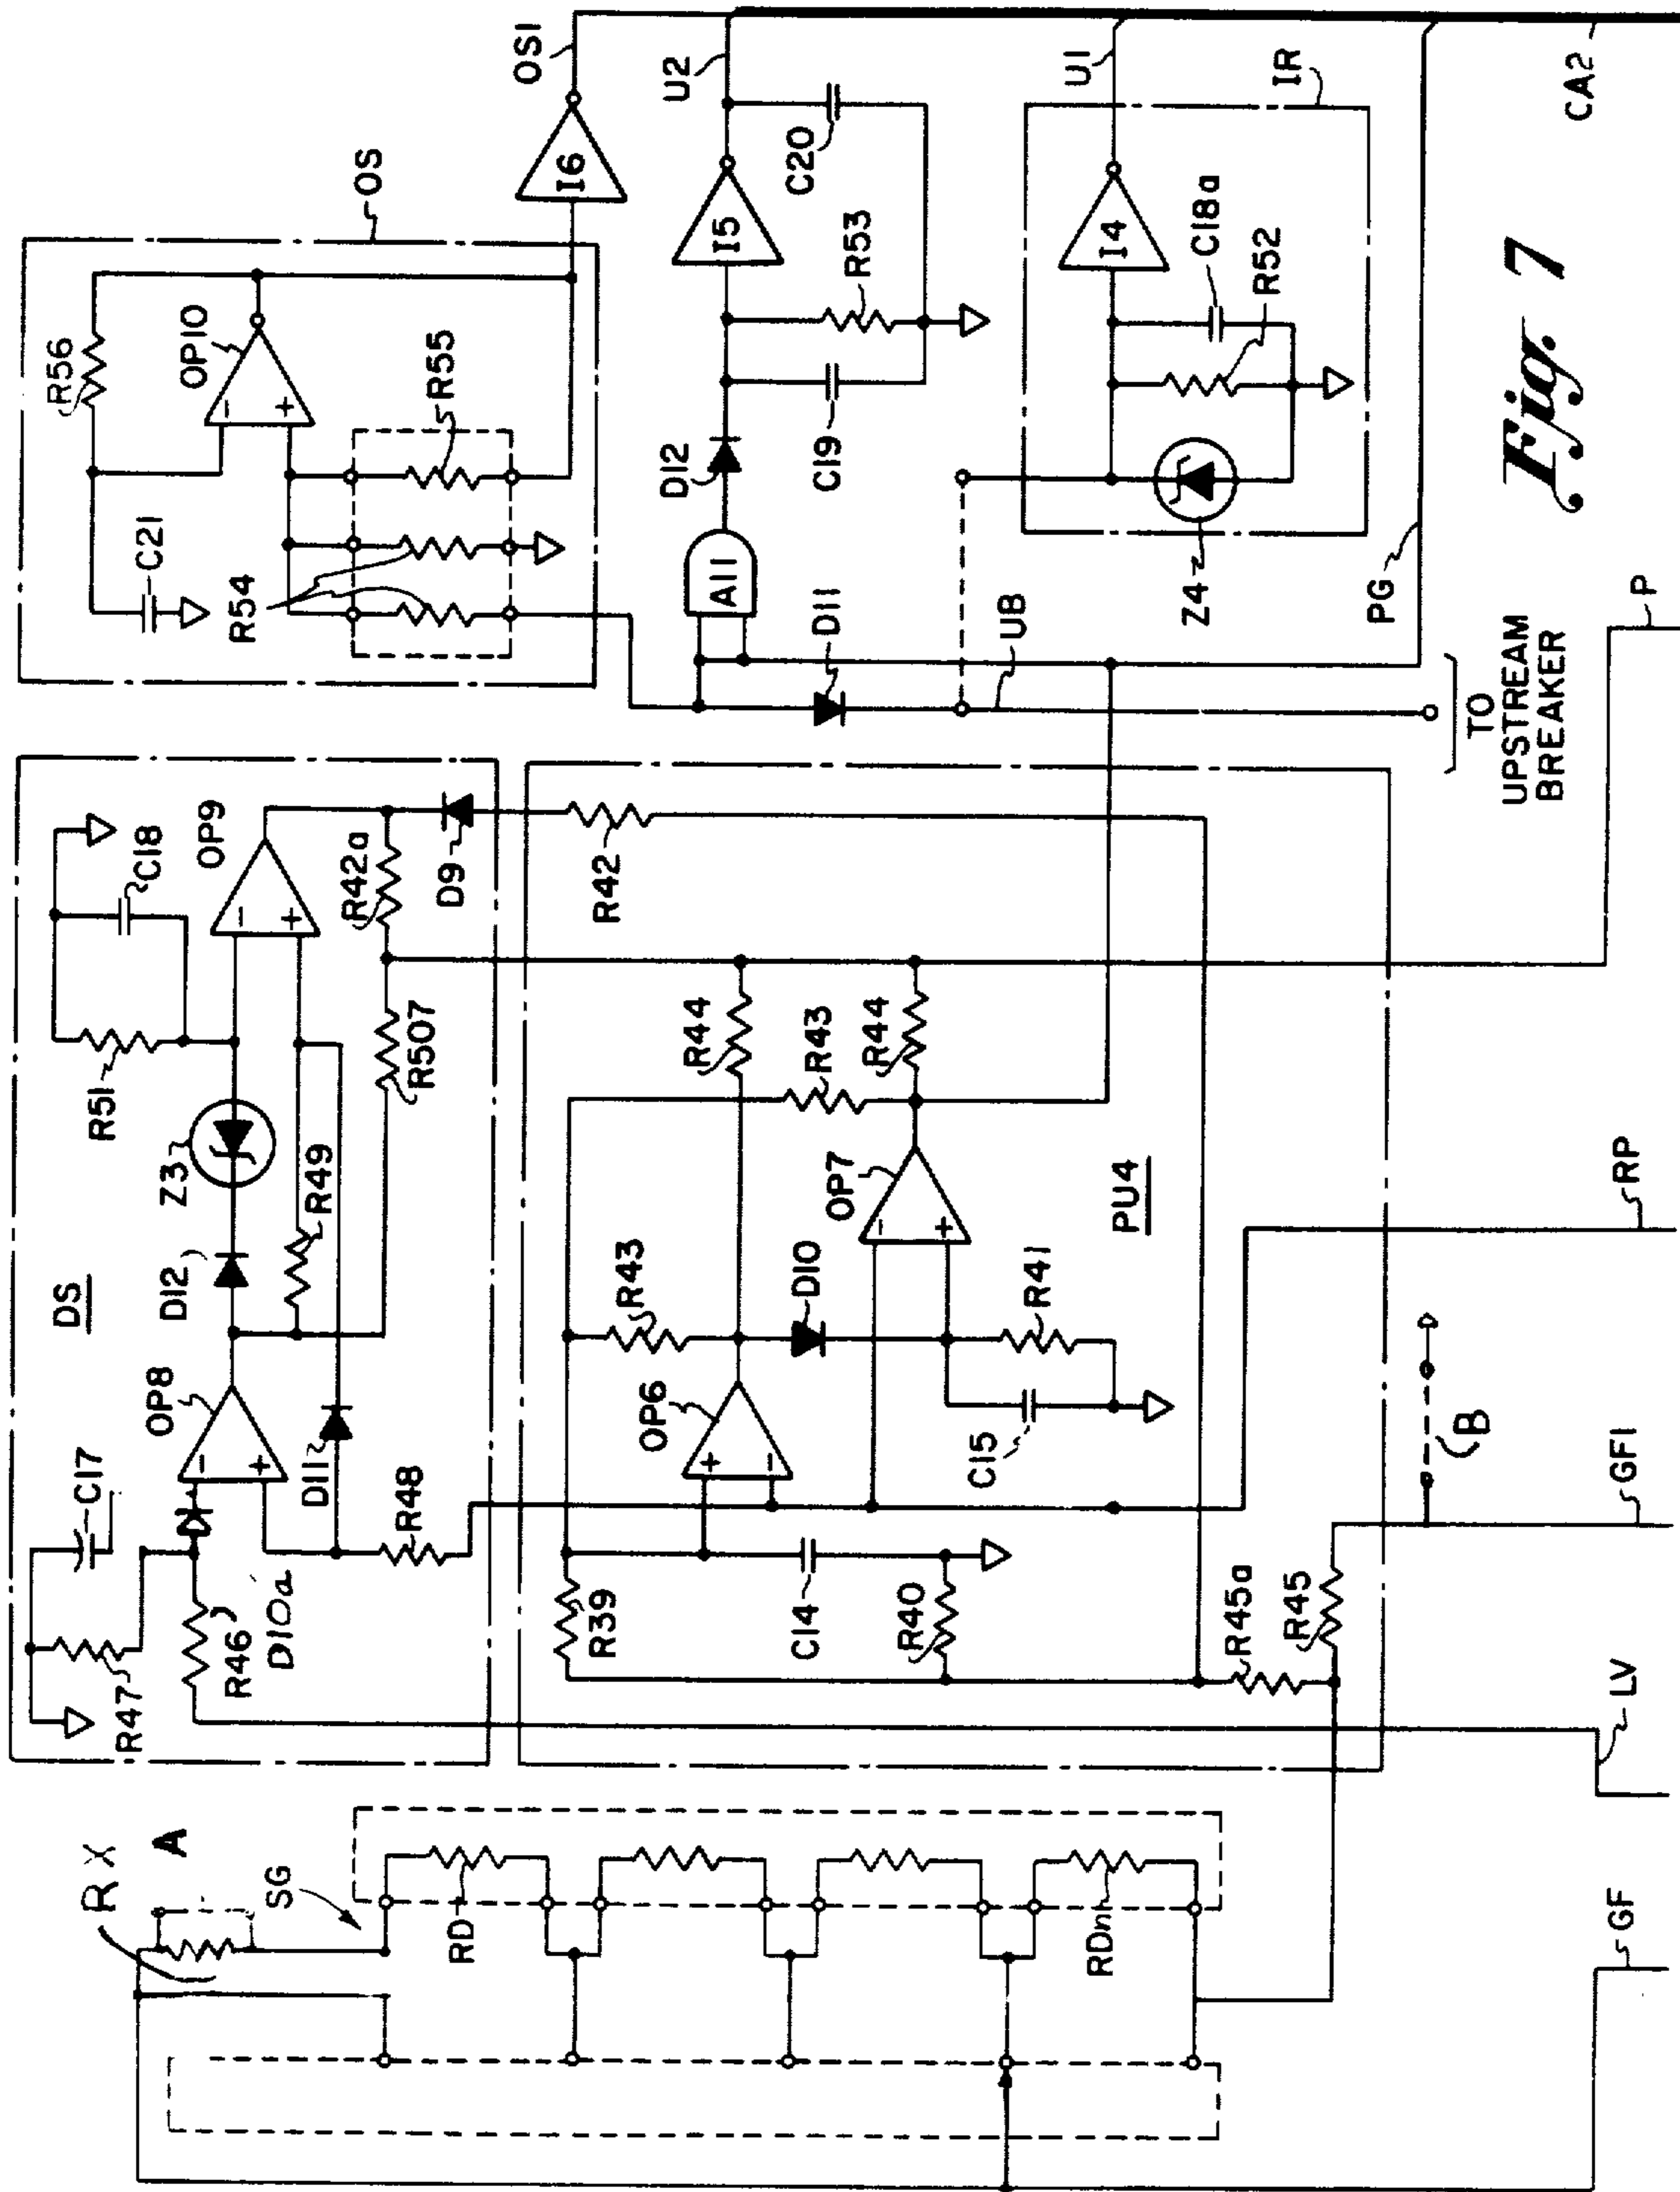 R56
OS
OS1
C21
OP10
I6
R54
R55
U2
D12
I5
A11
C19
R53
C20
D11
U1
IR
UB
I4
C18a
R52
Z4
PG
CA2
TO
UPSTREAM
BREAKER
P
Fig. 7
DS
C17
R47
R46
D10a
OP8
D11
R48
D12
Z3
R49
R51
C18
OP9
R507
R42a
D9
R42
PU4
R39
C14
R40
OP6
R43
D10
C15
R41
OP7
R43
R44
R44
R45a
R45
B
RP
GF1
LV
RX
A
SG
RD
RDn
GF
+
-
+
-
+
-
+
-
+
-